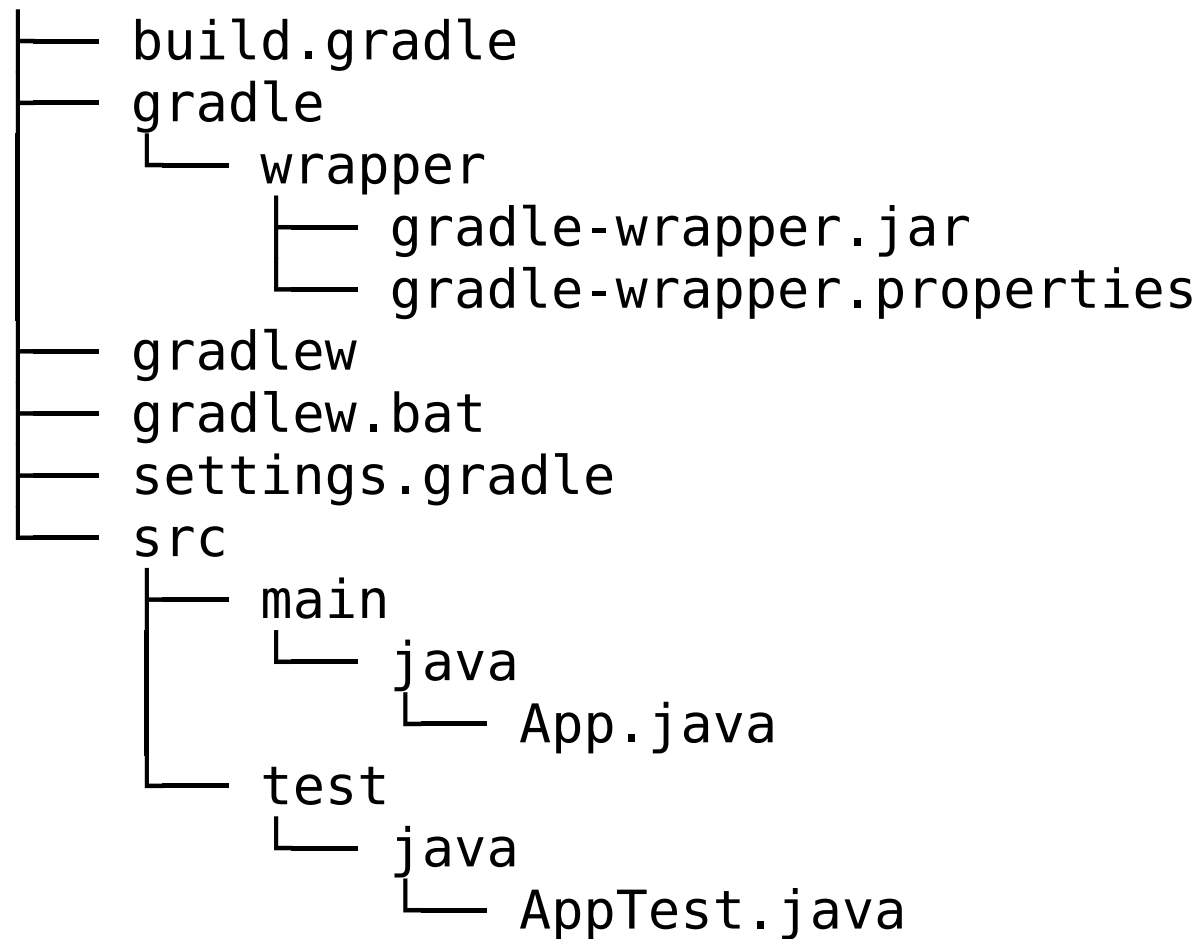 ├── build.gradle
├── gradle
│   └── wrapper
│       ├── gradle-wrapper.jar
│       └── gradle-wrapper.properties
├── gradlew
├── gradlew.bat
├── settings.gradle
└── src
    ├── main
    │   └── java
    │       └── App.java
    └── test
        └── java
            └── AppTest.java